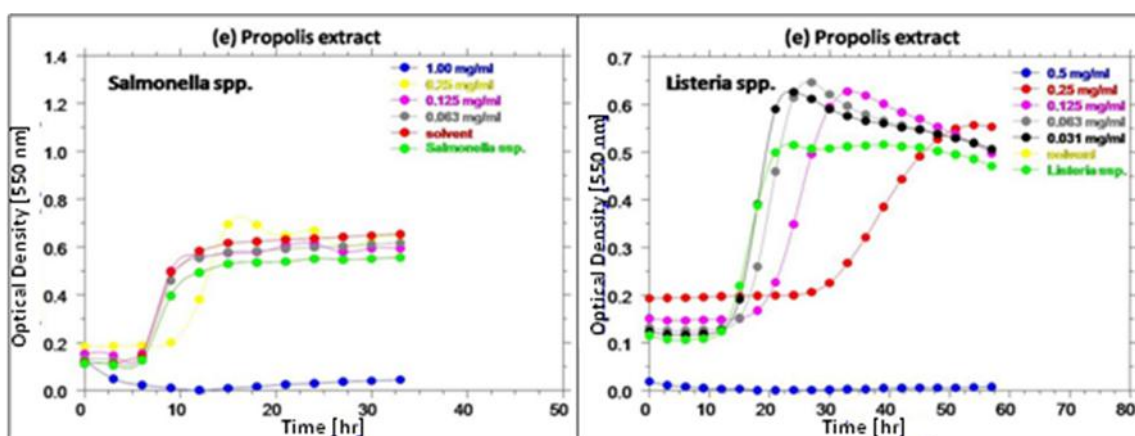 (e) Propolis extract
Salmonella spp.
1.00 mg/ml
0.25 mg/ml
0.125 mg/ml
0.063 mg/ml
solvent
Salmonella ssp.
Optical Density [550 nm]
1.4
1.2
1.0
0.8
0.6
0.4
0.2
0.0
0 10 20 30 40 50
Time [hr]
(e) Propolis extract
Listeria spp.
0.5 mg/ml
0.25 mg/ml
0.125 mg/ml
0.063 mg/ml
0.031 mg/ml
solvent
Listeria ssp.
Optical Density [550 nm]
0.7
0.6
0.5
0.4
0.3
0.2
0.1
0.0
0 10 20 30 40 50 60 70 80
Time [hr]